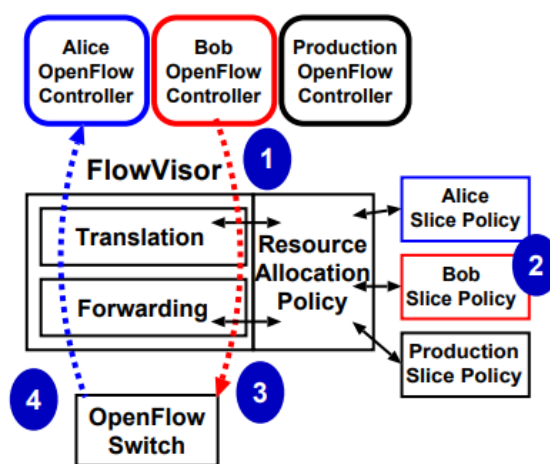 Alice
OpenFlow
Controller
Bob
OpenFlow
Controller
Production
OpenFlow
Controller
1
FlowVisor
Translation
Forwarding
Resource
Allocation
Policy
Alice
Slice Policy
Bob
Slice Policy
2
Production
Slice Policy
4
3
OpenFlow
Switch